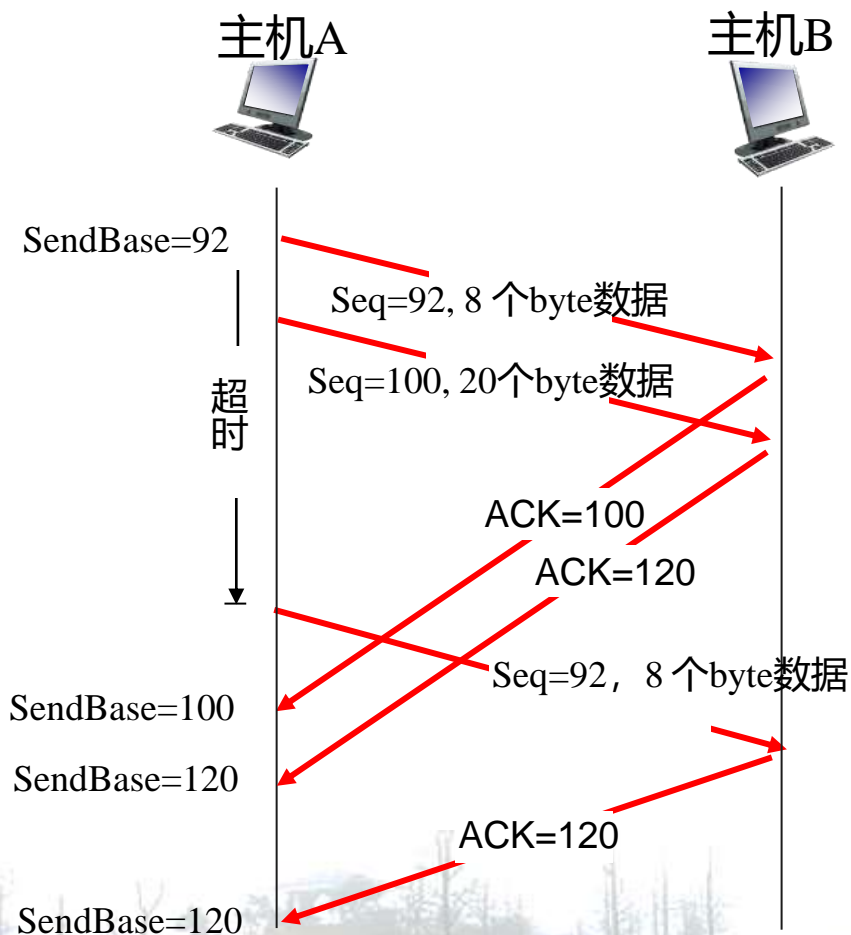 主机A
主机B
SendBase=92
Seq=92, 8 个byte数据
Seq=100, 20个byte数据
超时
ACK=100
ACK=120
Seq=92，8 个byte数据
SendBase=100
SendBase=120
ACK=120
SendBase=120